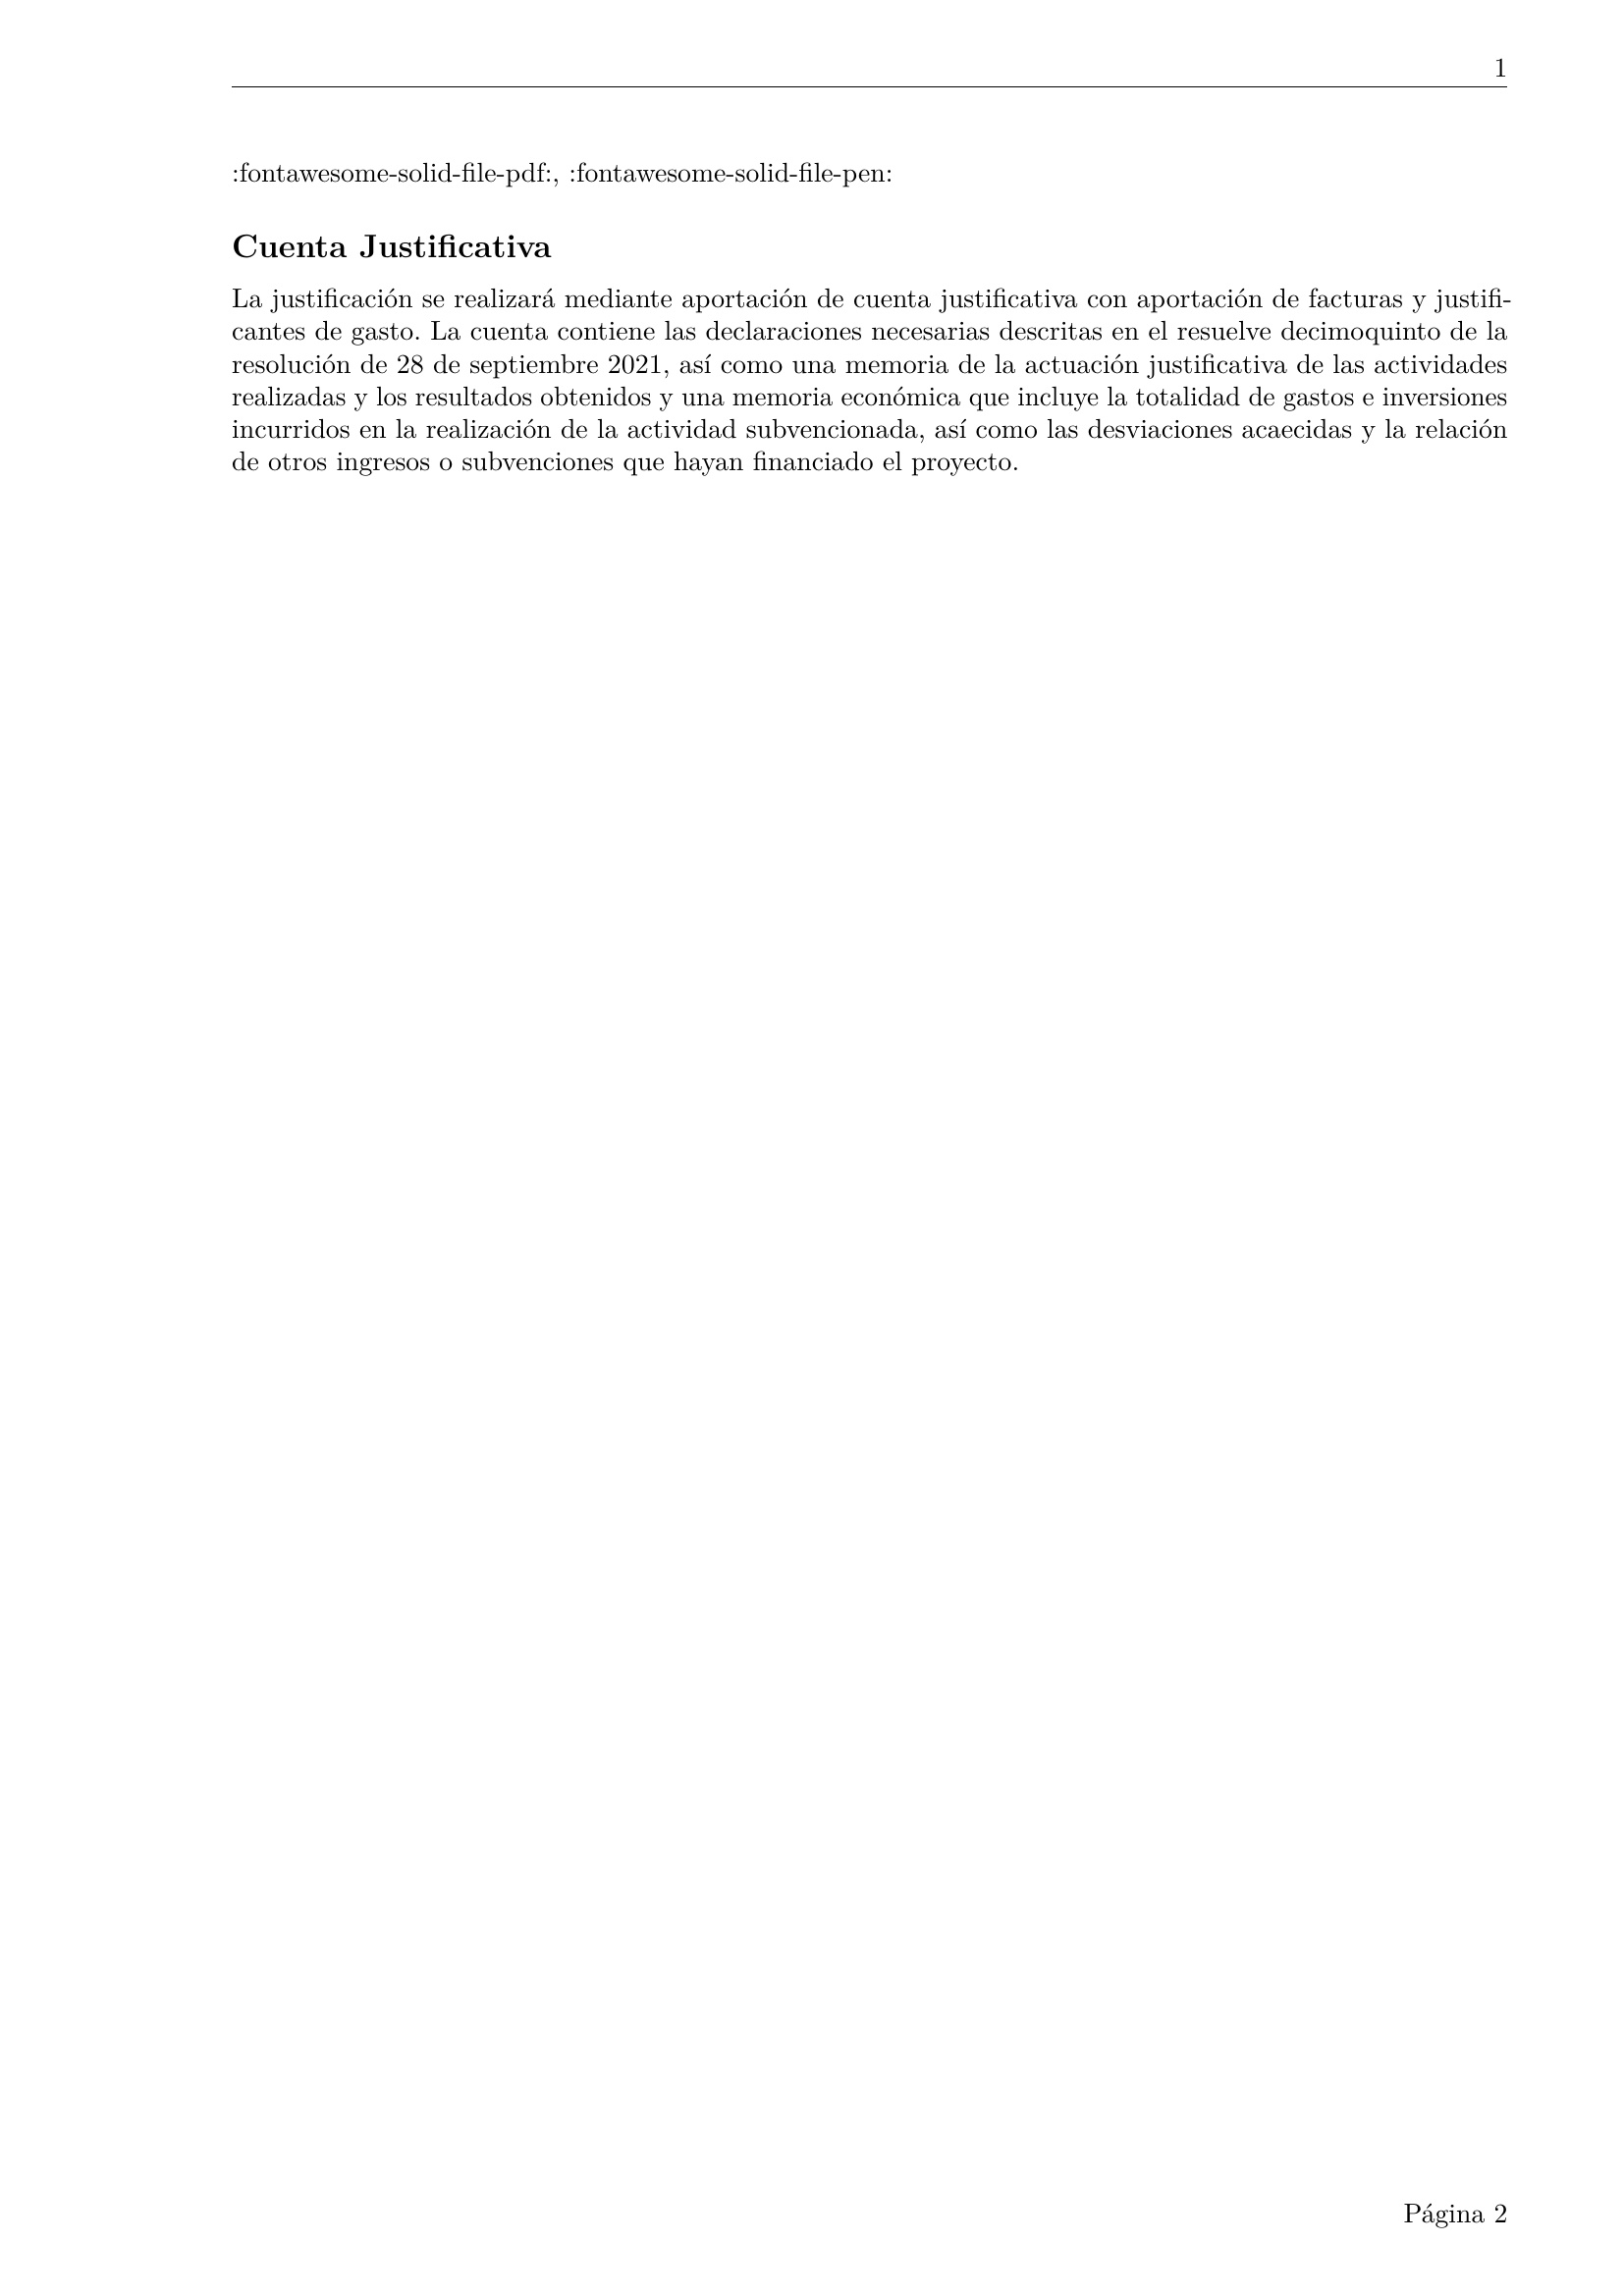 1
:fontawesome-solid-file-pdf:, :fontawesome-solid-file-pen:
Cuenta Justificativa
La justificación se realizará mediante aportación de cuenta justificativa con aportación de facturas y justifi-
cantes de gasto. La cuenta contiene las declaraciones necesarias descritas en el resuelve decimoquinto de la
resolución de 28 de septiembre 2021, así como una memoria de la actuación justificativa de las actividades
realizadas y los resultados obtenidos y una memoria económica que incluye la totalidad de gastos e inversiones
incurridos en la realización de la actividad subvencionada, así como las desviaciones acaecidas y la relación
de otros ingresos o subvenciones que hayan financiado el proyecto.
Página 2